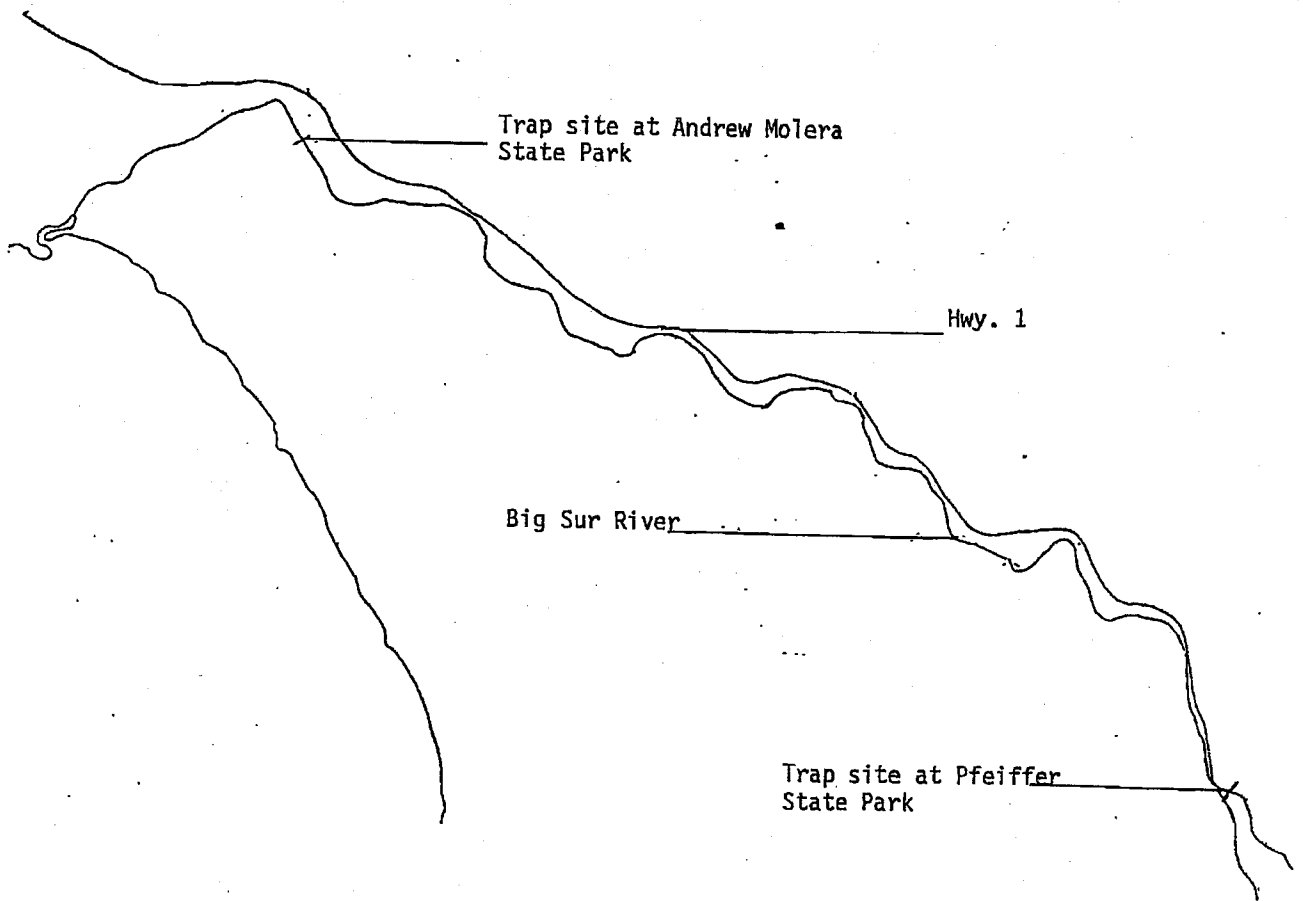 Trap site at Andrew Molera
State Park
Hwy. 1
Big Sur River
Trap site at Pfeiffer
State Park